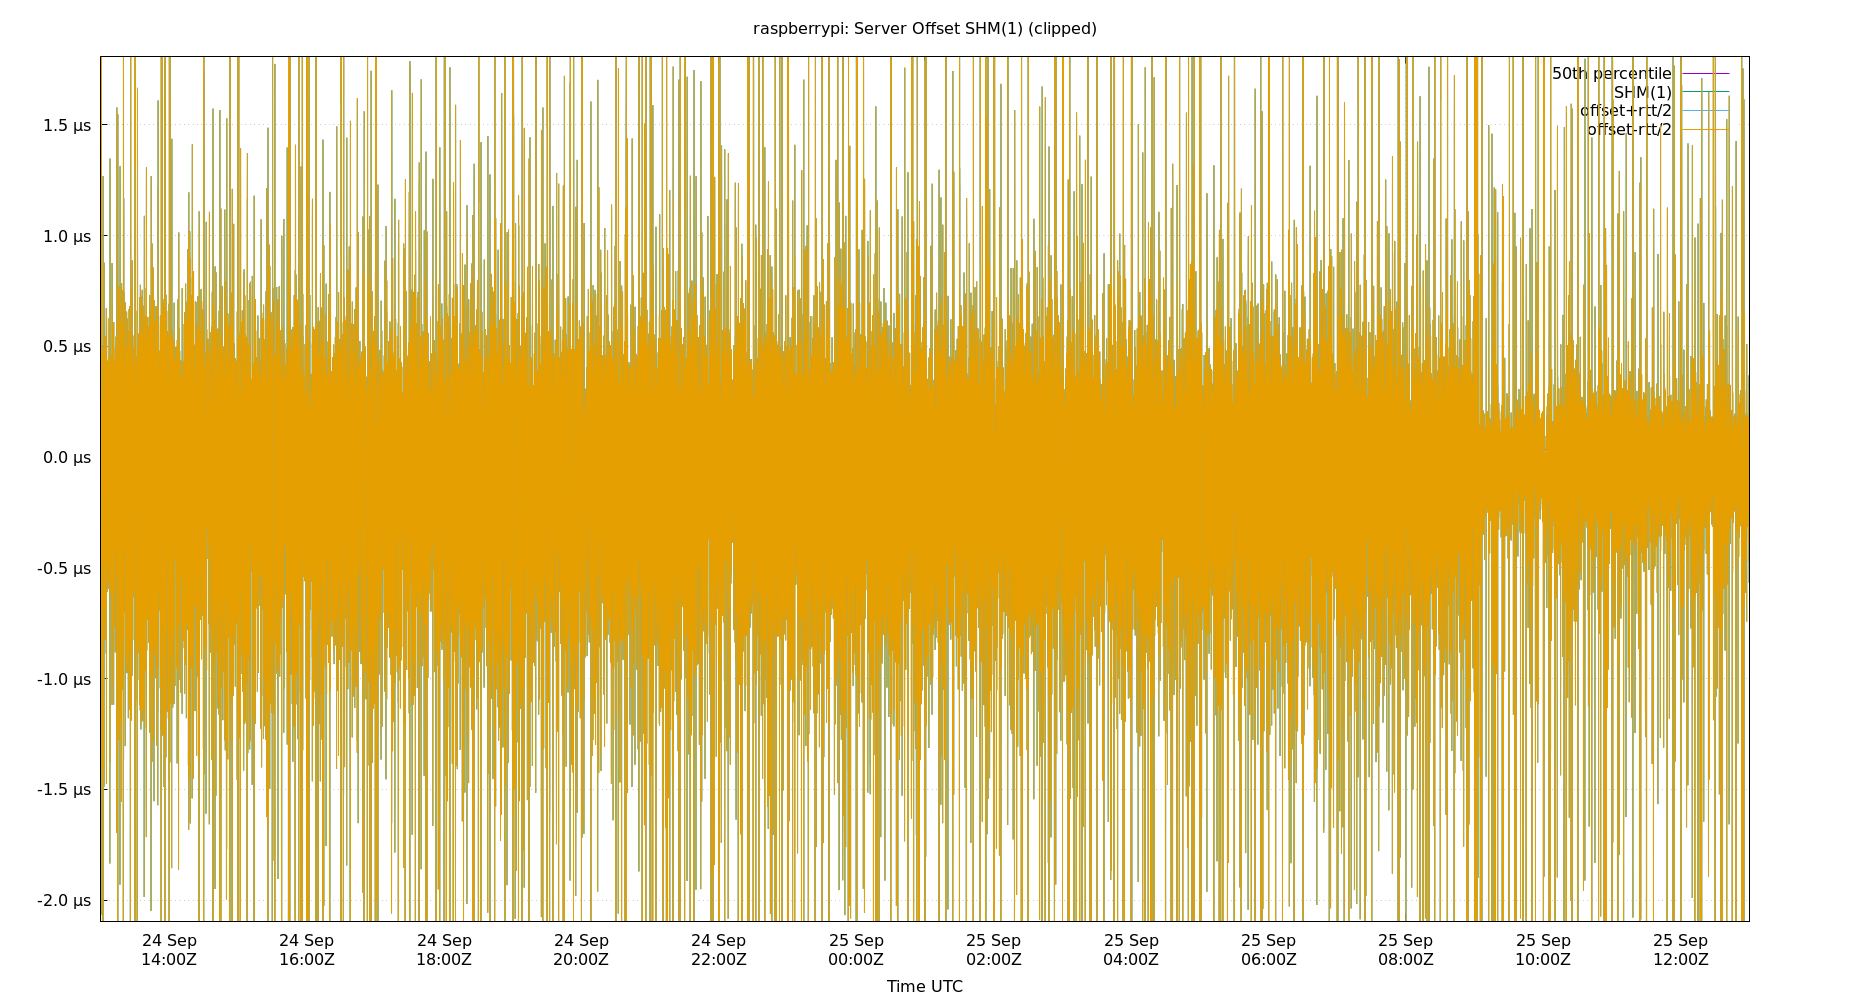 raspberrypi: Server Offset SHM(1) (clipped)
50th percentile
SHM(1)
offset+rtt/2
offset-rtt/2
1.5 µs
1.0 µs
0.5 µs
0.0 µs
-0.5 µs
-1.0 µs
-1.5 µs
-2.0 µs
24 Sep 24 Sep 24 Sep 24 Sep 24 Sep 25 Sep 25 Sep 25 Sep 25 Sep 25 Sep 25 Sep 25 Sep
14:00Z 16:00Z 18:00Z 20:00Z 22:00Z 00:00Z 02:00Z 04:00Z 06:00Z 08:00Z 10:00Z 12:00Z
Time UTC